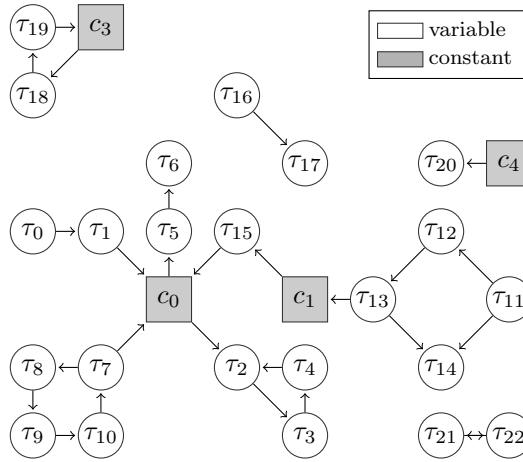 τ₁₉ c₃ variable
constant
τ₁₈ τ₁₆
τ₆ τ₁₇ τ₂₀ c₄
τ₀ τ₁ τ₅ τ₁₅ τ₁₂
c₀ c₁ τ₁₃ τ₁₁
τ₈ τ₇ τ₂ τ₄ τ₁₄
τ₉ τ₁₀ τ₃ τ₂₁ τ₂₂